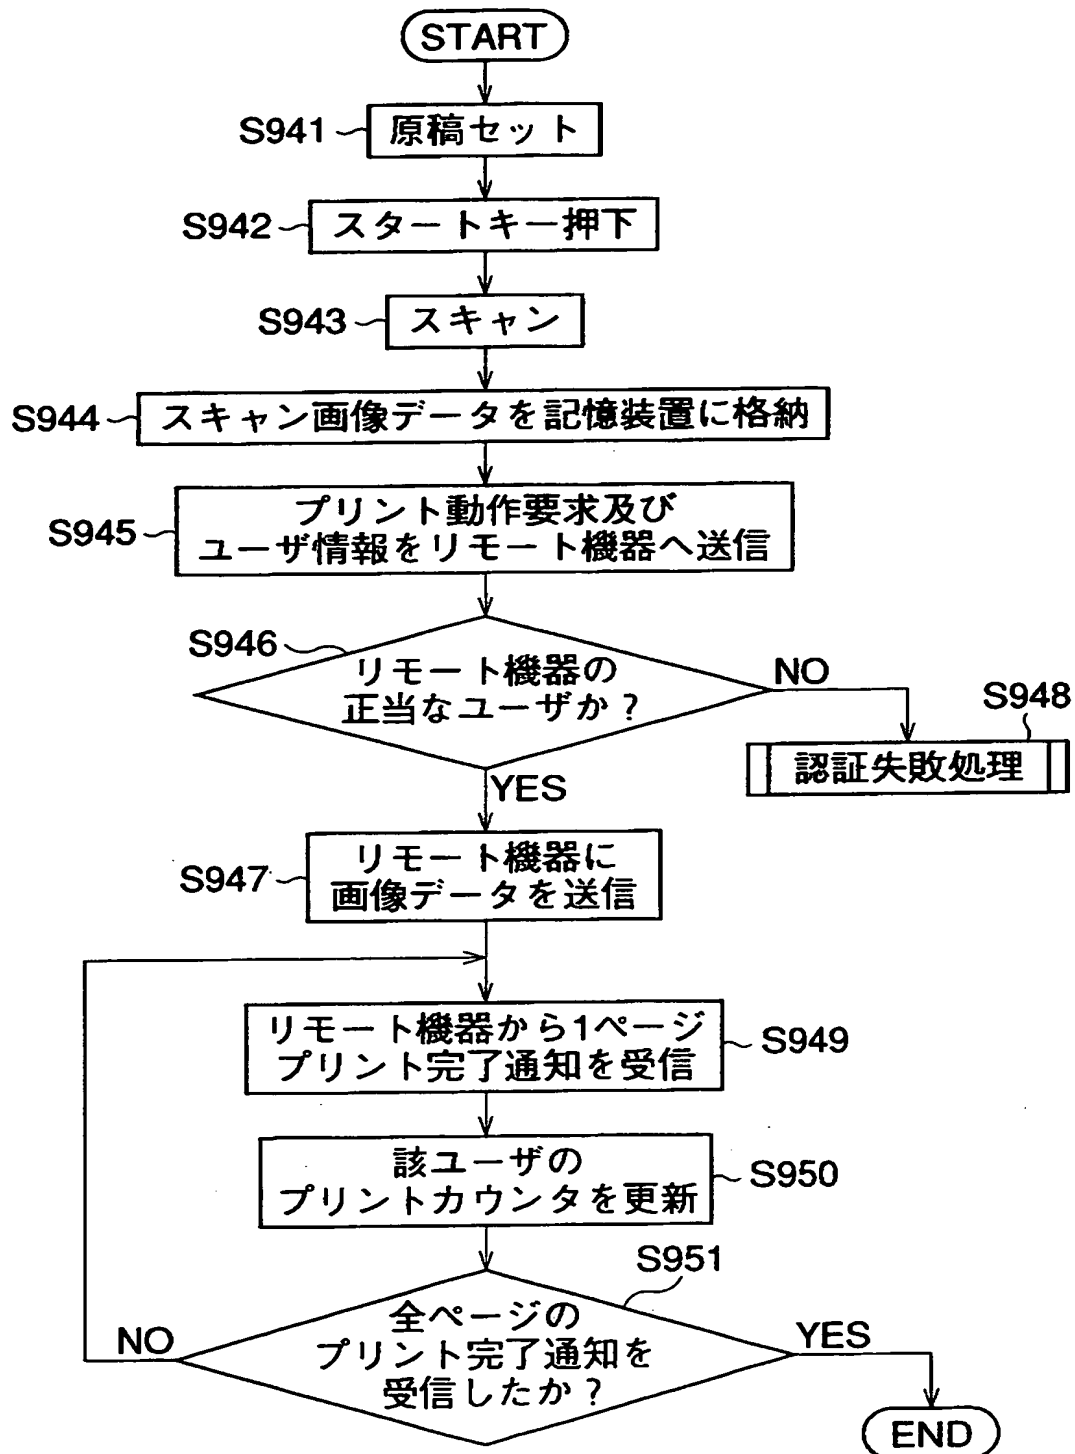 START
S941
原稿セット
S942
スタートキー押下
S943
スキャン
S944
スキャン画像データを記憶装置に格納
S945
プリント動作要求及び
ユーザ情報をリモート機器へ送信
S946
リモート機器の
正当なユーザか?
NO
S948
認証失敗処理
YES
S947
リモート機器に
画像データを送信
リモート機器から1ページ
プリント完了通知を受信
S949
該ユーザの
プリントカウンタを更新
S950
S951
全ページの
プリント完了通知を
受信したか?
NO
YES
END